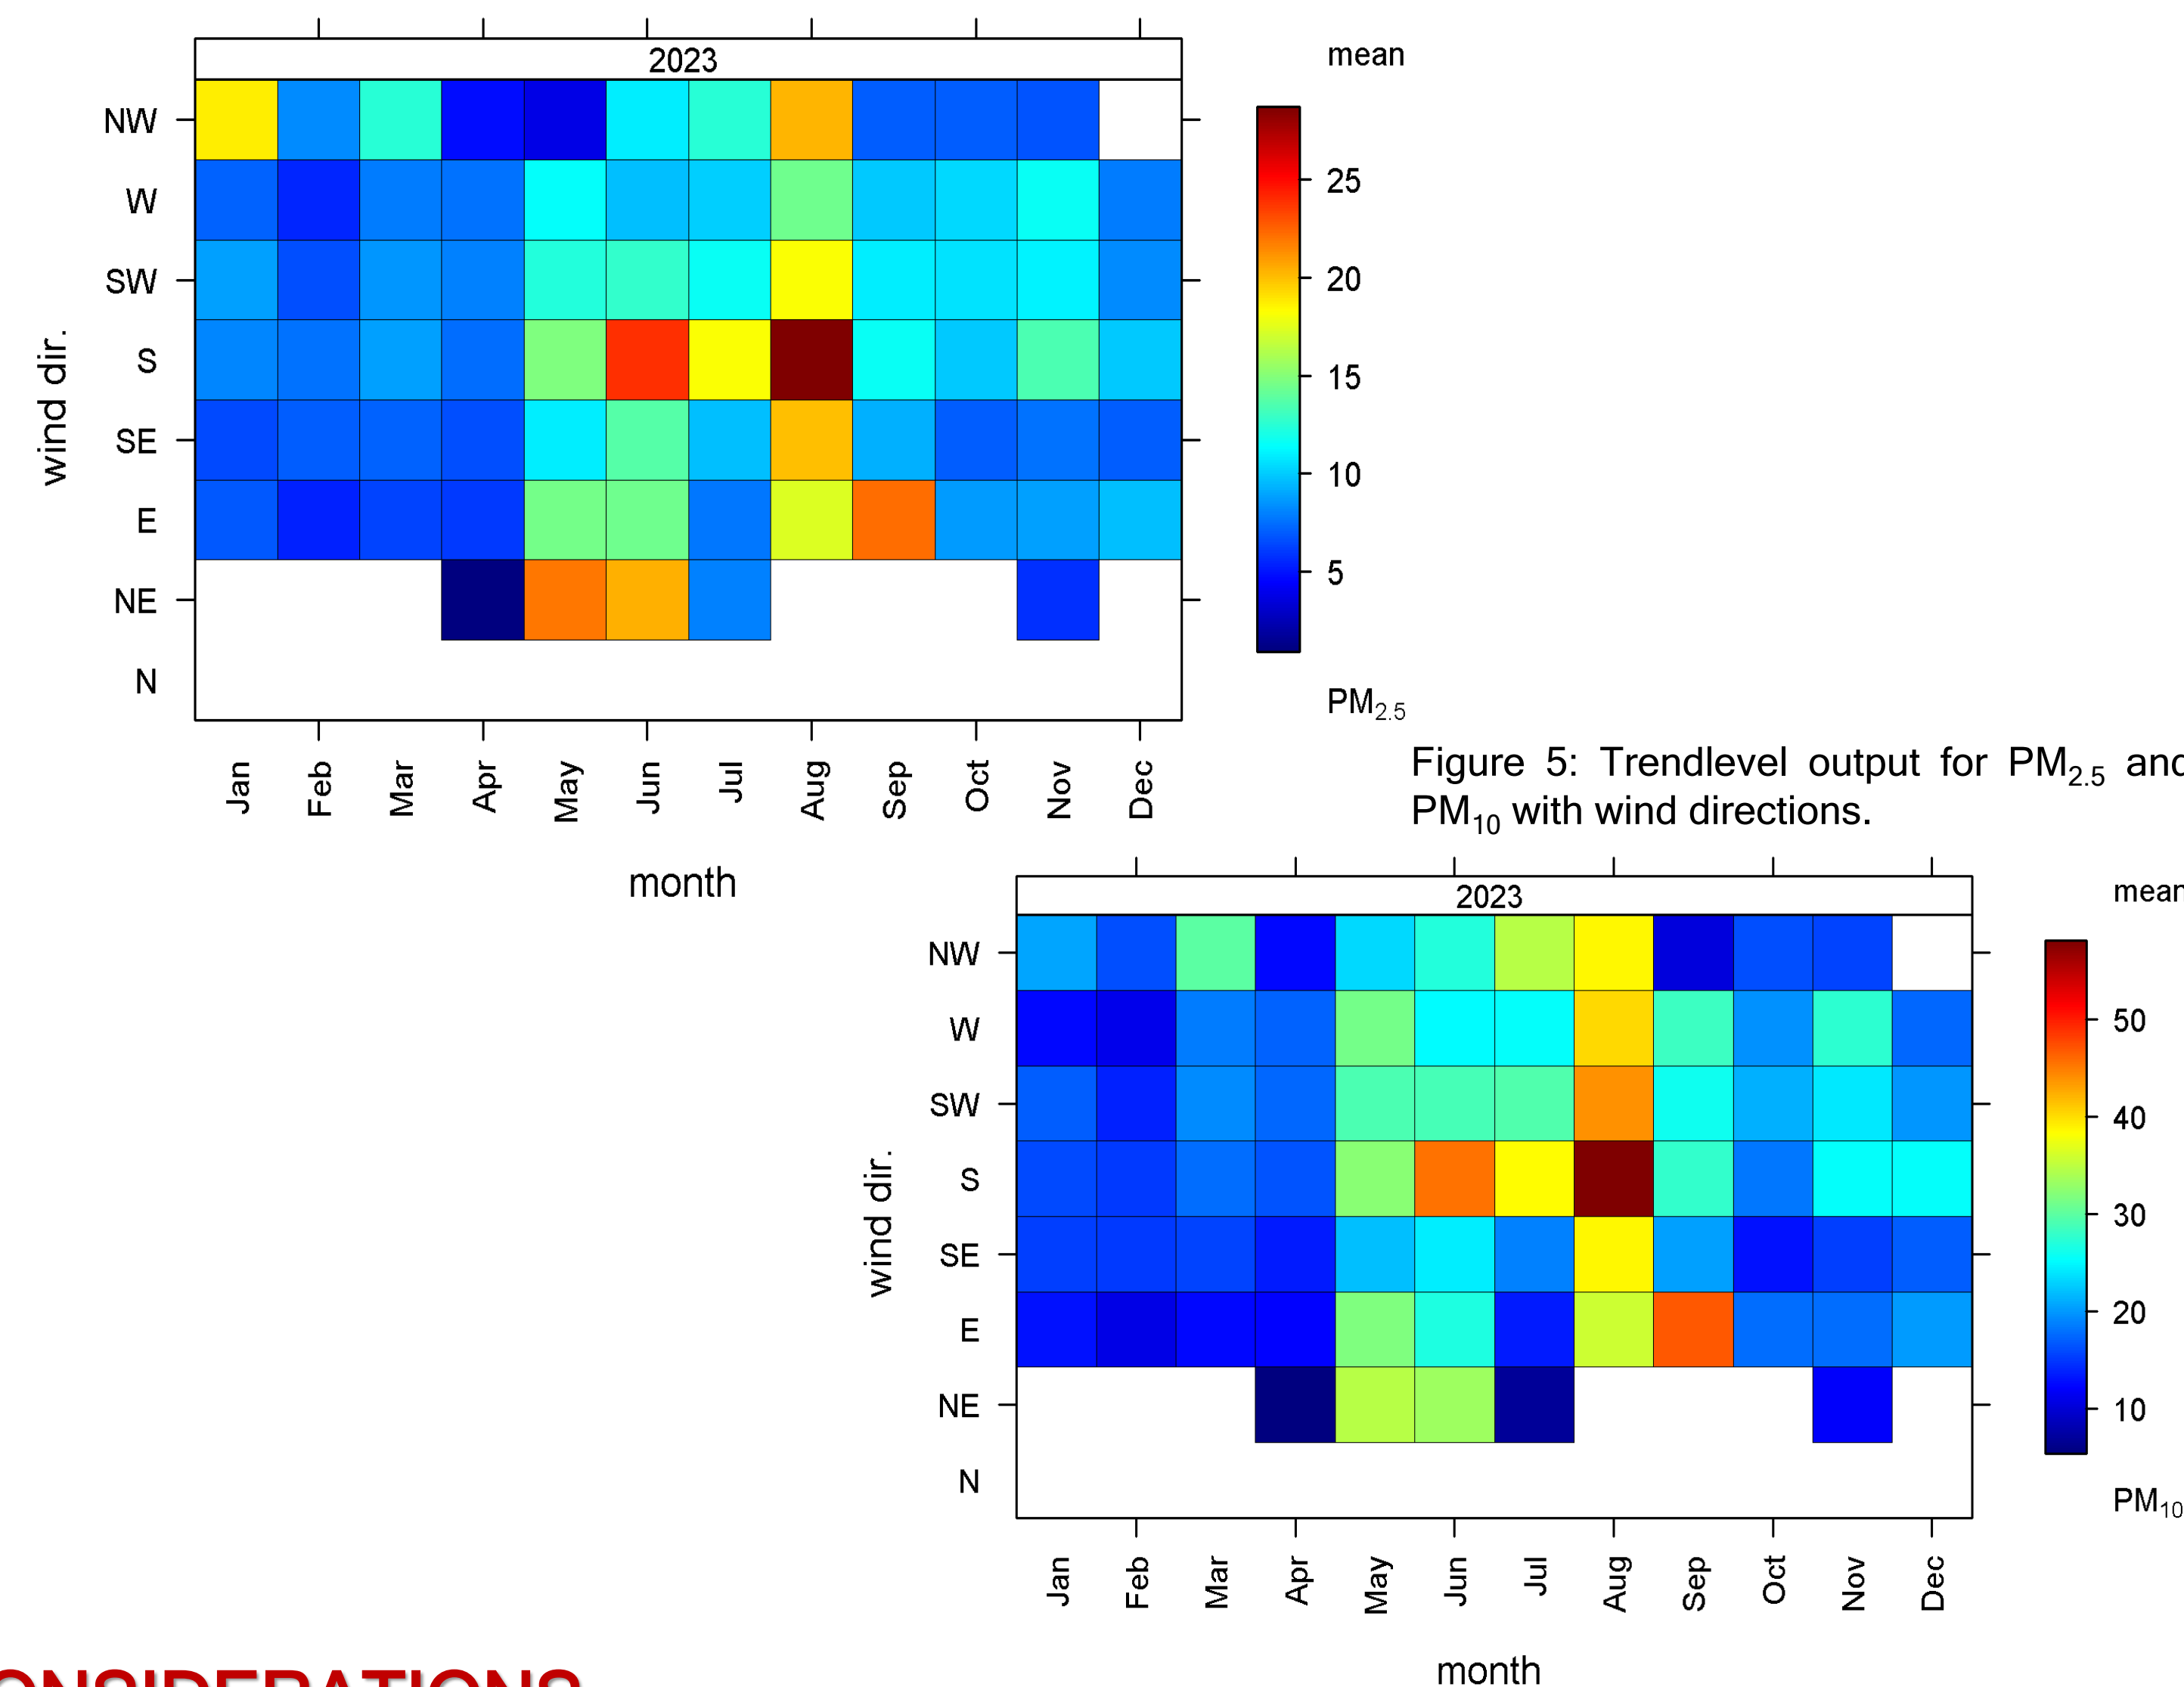 2023
mean
NW
W
SW
S
SE
E
NE
N
wind dir.
25
20
15
10
5
PM2.5
Jan Feb Mar Apr May Jun Jul Aug Sep Oct Nov Dec
month
Figure 5: Trendlevel output for PM2.5 and
PM10 with wind directions.
2023
mean
NW
W
SW
S
SE
E
NE
N
wind dir.
50
40
30
20
10
PM10
Jan Feb Mar Apr May Jun Jul Aug Sep Oct Nov Dec
month